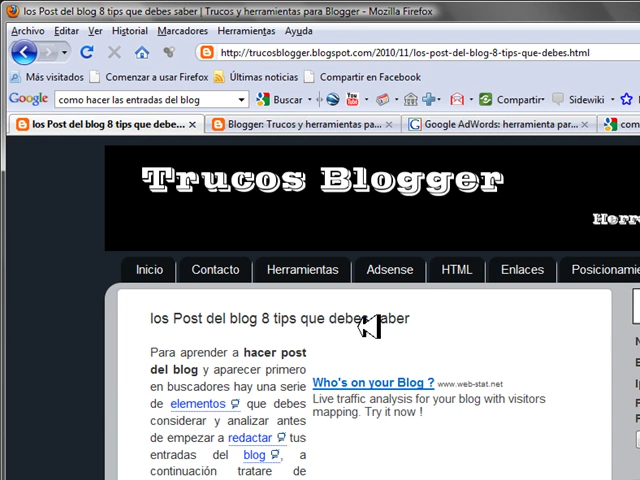 los Post del blog 8 tips que debes saber | Trucos y herramientas para Blogger - Mozilla Firefox
Archivo Editar Ver Historial Marcadores Herramientas Ayuda
http://trucosblogger.blogspot.com/2010/11/los-post-del-blog-8-tips-que-debes.html
Más visitados Comenzar a usar Firefox Últimas noticias Compartir en Facebook
Google como hacer las entradas del blog Buscar Compartir Sidewiki
los Post del blog 8 tips que debe... Blogger: Trucos y herramientas pa... Google AdWords: herramienta par... com
Trucos Blogger
Herr
Inicio Contacto Herramientas Adsense HTML Enlaces Posicionamie
los Post del blog 8 tips que debes saber
Para aprender a hacer post
del blog y aparecer primero
en buscadores hay una serie
de elementos que debes
considerar y analizar antes
de empezar a redactar tus
entradas del blog, a
continuación tratare de
Who's on your Blog ? www.web-stat.net
Live traffic analysis for your blog with visitors
mapping. Try it now !